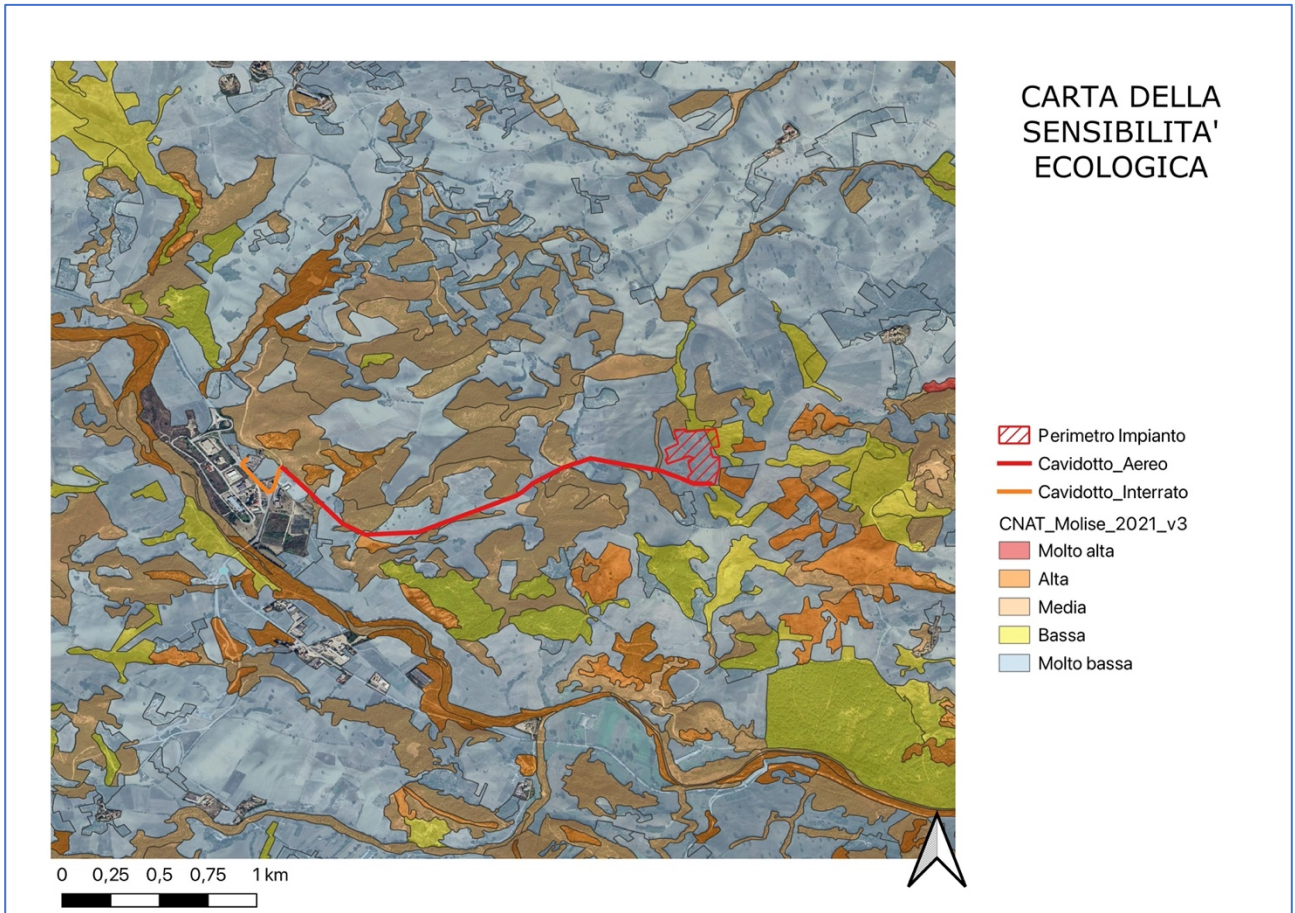 CARTA DELLA
SENSIBILITA'
ECOLOGICA
Perimetro Impianto
Cavidotto_Aereo
Cavidotto_Interrato
CNAT_Molise_2021_v3
Molto alta
Alta
Media
Bassa
Molto bassa
0 0,25 0,5 0,75 1 km